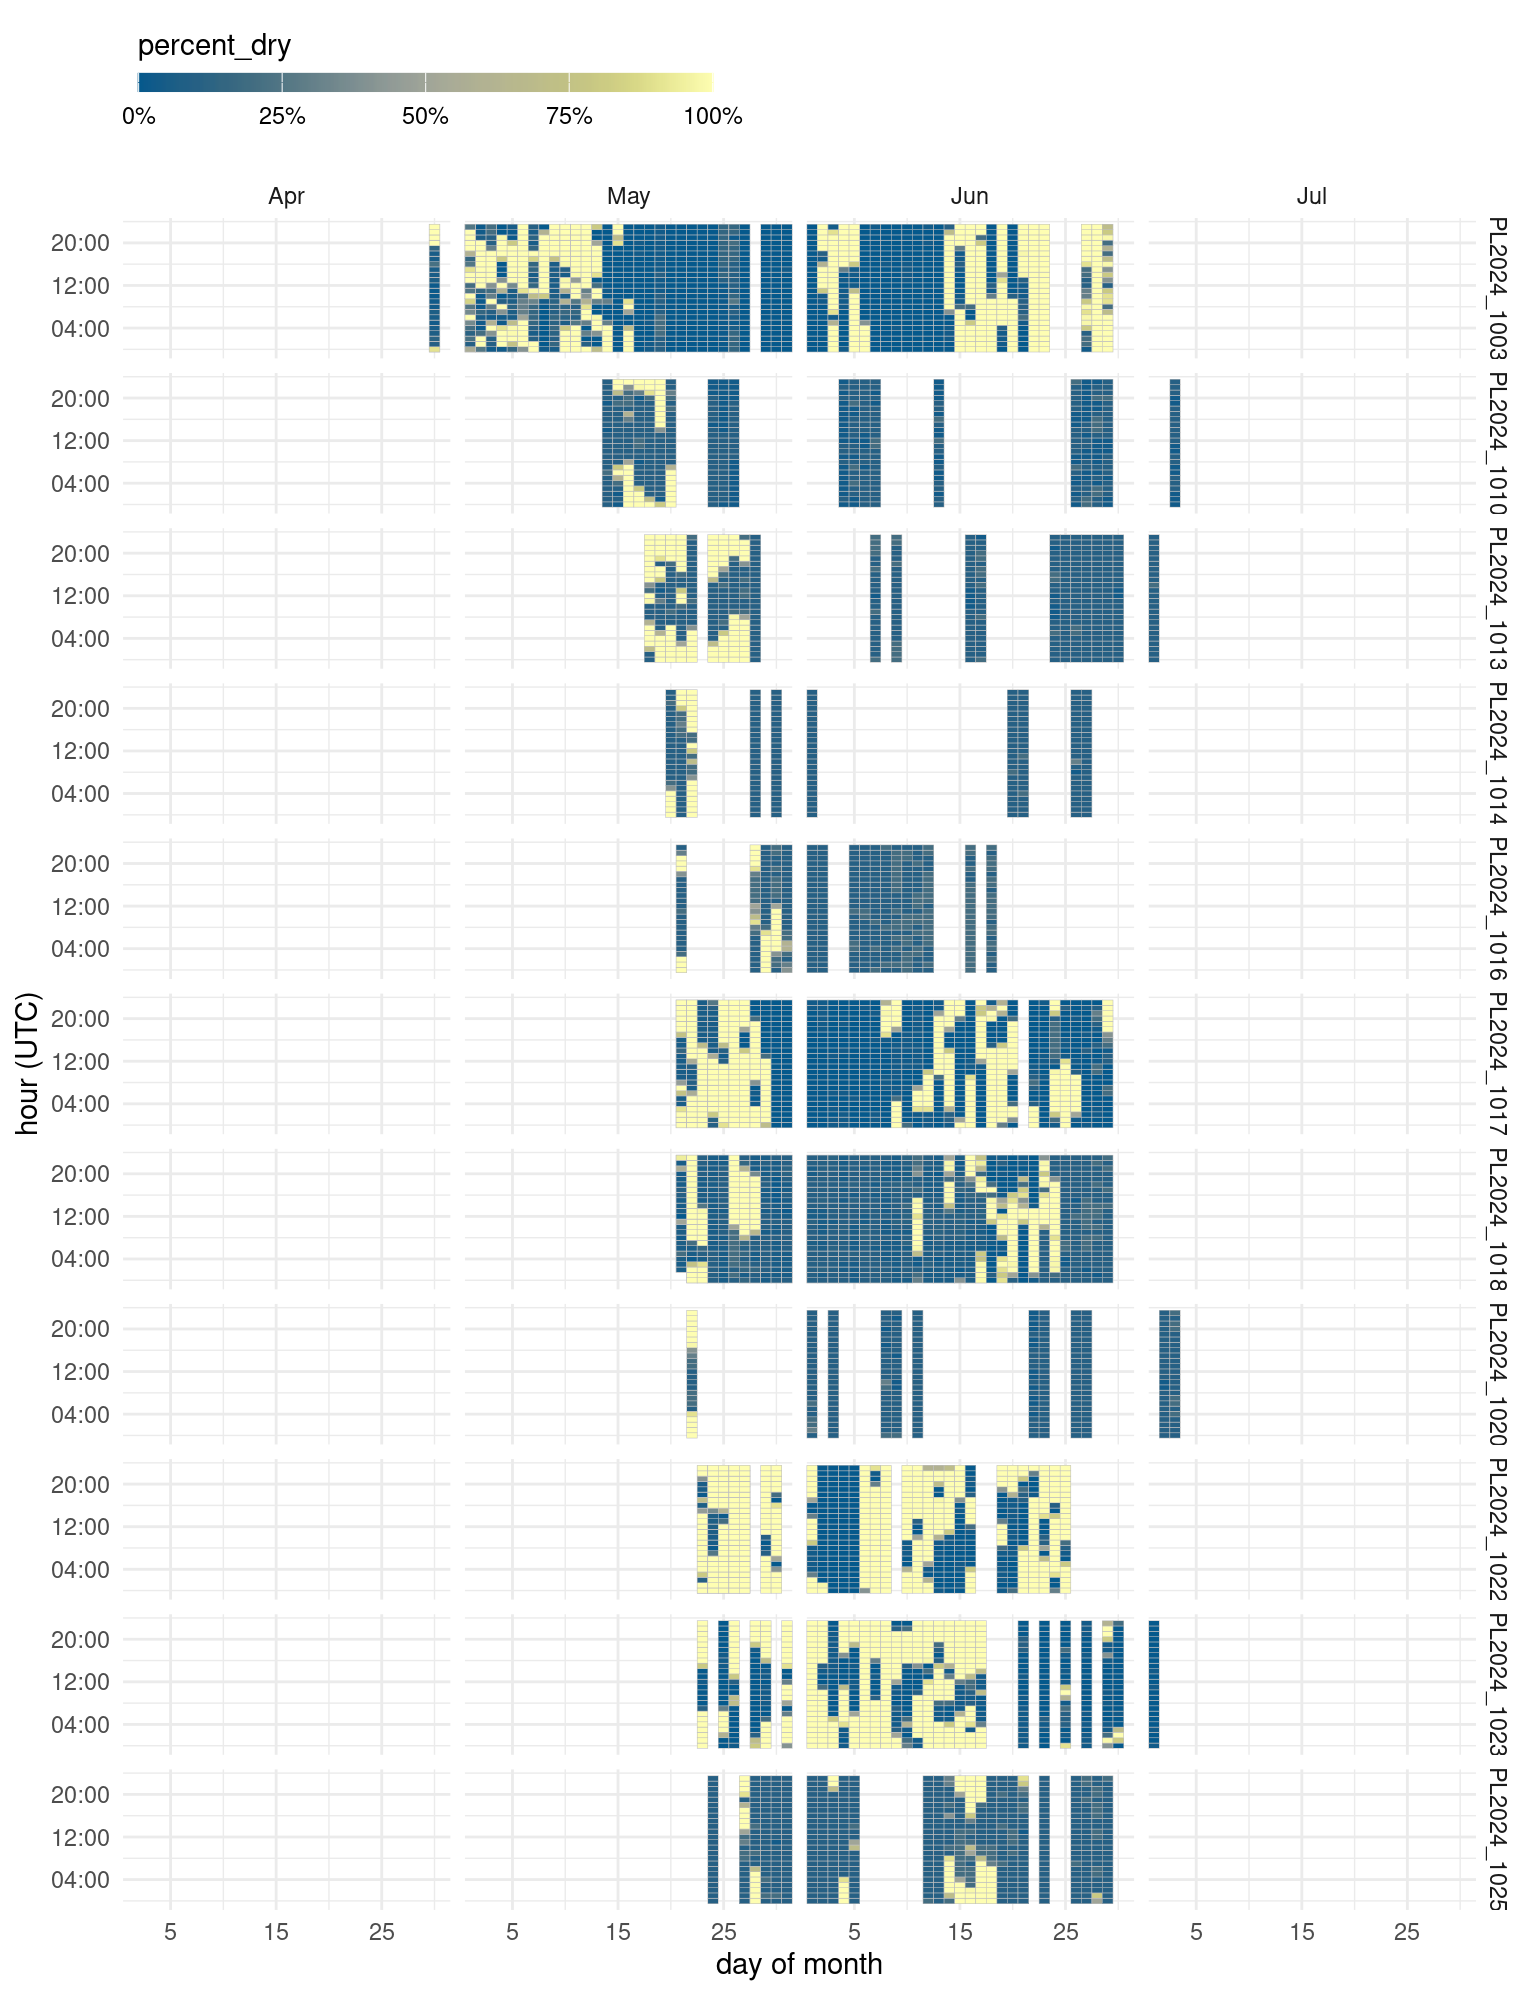 percent_dry
0% 25% 50% 75% 100%
Apr May Jun Jul
20:00
12:00
04:00
PL2024_1003
20:00
12:00
04:00
PL2024_1010
20:00
12:00
04:00
PL2024_1013
20:00
12:00
04:00
PL2024_1014
20:00
12:00
04:00
PL2024_1016
hour (UTC)
20:00
12:00
04:00
PL2024_1017
20:00
12:00
04:00
PL2024_1018
20:00
12:00
04:00
PL2024_1020
20:00
12:00
04:00
PL2024_1022
20:00
12:00
04:00
PL2024_1023
20:00
12:00
04:00
PL2024_1025
5 15 25 5 15 25 5 15 25 5 15 25
day of month